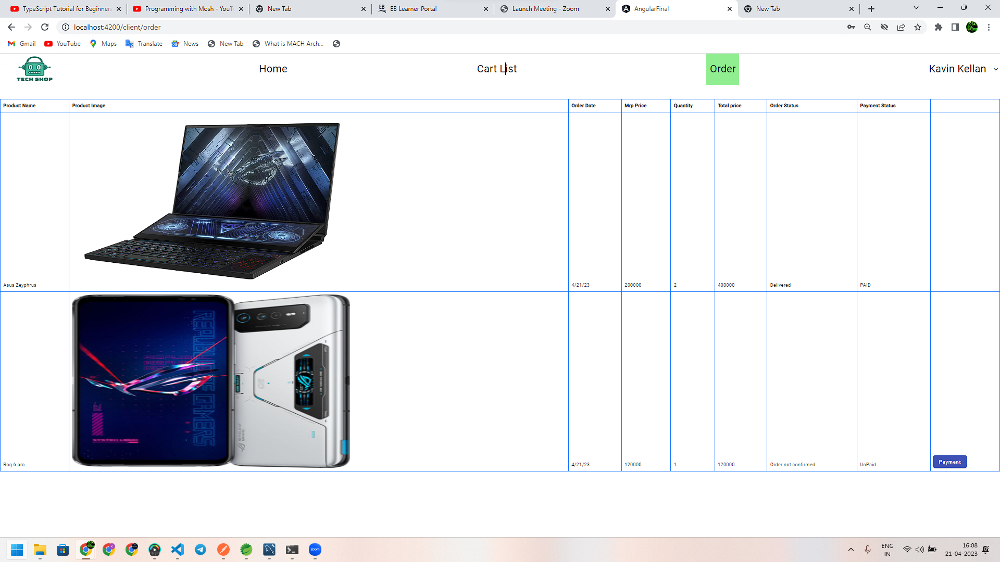 TypeScript Tutorial for Beginners
Programming with Mosh - YouT
New Tab
EB Learner Portal
Launch Meeting - Zoom
AngularFinal
New Tab
localhost:4200/client/order
Gmail
YouTube
Maps
Translate
News
New Tab
What is MACH Arch...
TECH SHOP
Home
Cart List
Order
Kavin Kellan
Product Name
Product Image
Order Date
Mrp Price
Quantity
Total price
Order Status
Payment Status
Asus Zeyphrus
4/21/23
200000
2
400000
Delivered
PAID
REPUBLIC OF GAMERS
Rog 6 pro
4/21/23
120000
1
120000
Order not confirmed
UnPaid
Payment
zoom
ENG
IN
16:08
21-04-2023